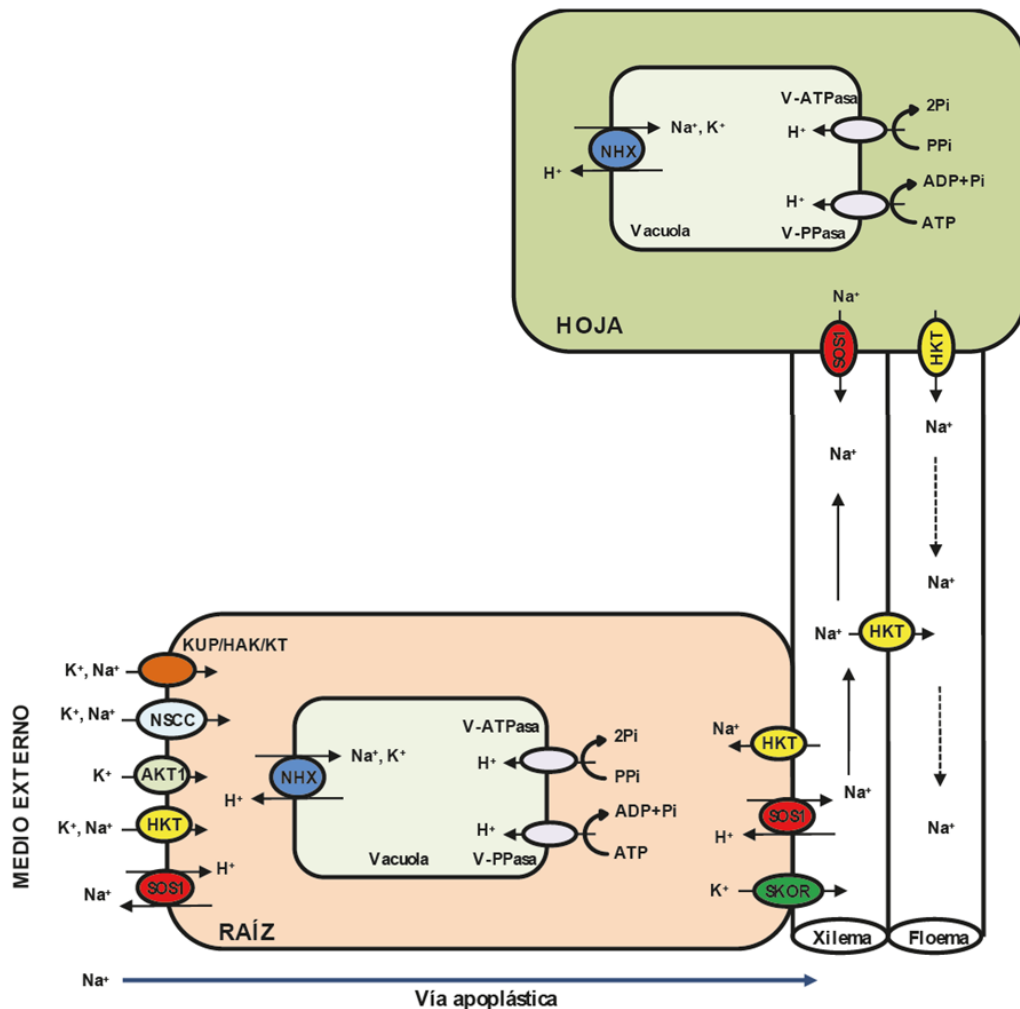 V-ATPasa
2Pi
H⁺
PPi
Na⁺, K⁺
NHX
H⁺
ADP+Pi
H⁺
ATP
Vacuola
V-PPasa
Na⁺
HOJA
SOS1
HKT
Na⁺
Na⁺
Na⁺
Na⁺
HKT
KUP/HAK/KT
K⁺, Na⁺
MEDIO EXTERNO
K⁺, Na⁺
NSCC
V-ATPasa
2Pi
Na⁺
HKT
Na⁺, K⁺
H⁺
K⁺
AKT1
NHX
PPi
H⁺
Na⁺
ADP+Pi
SOS1
K⁺, Na⁺
HKT
H⁺
Na⁺
H⁺
Vacuola
V-PPasa
ATP
H⁺
Na⁺
SOS1
K⁺
SKOR
RAÍZ
Xilema
Floema
Na⁺
Vía apoplástica